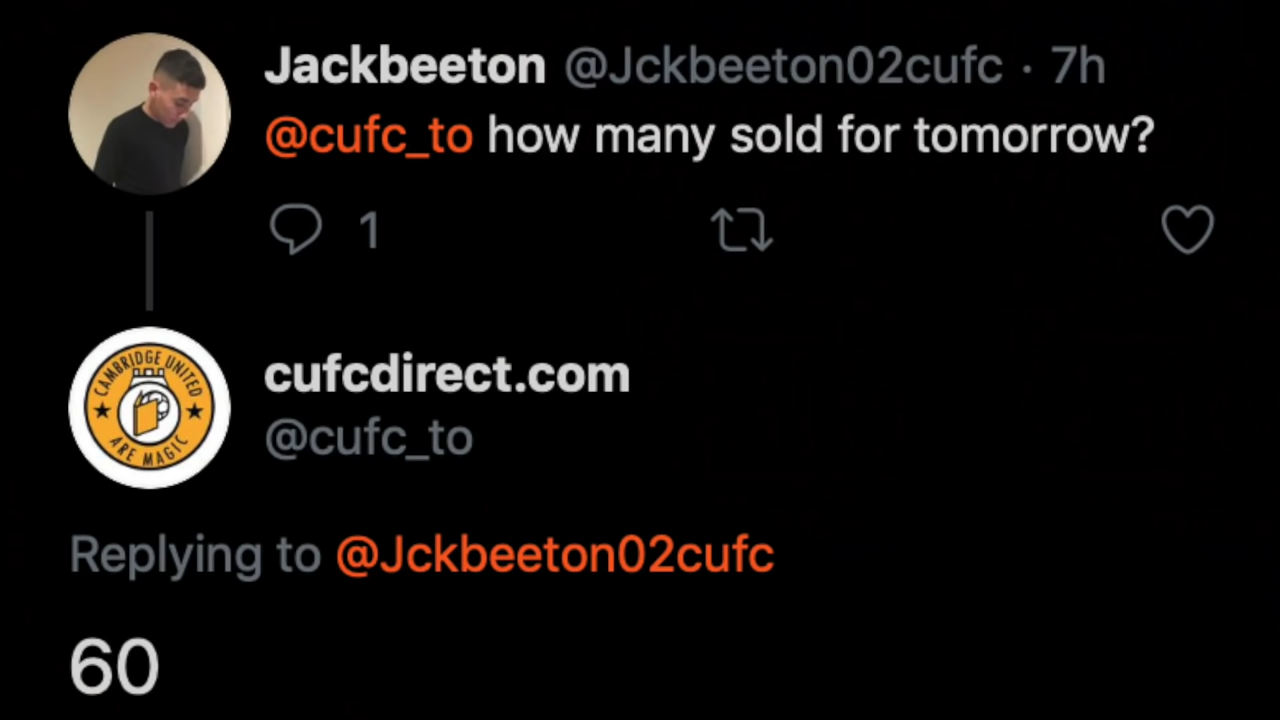 Jackbeeton @Jckbeeton02cufc · 7h
@cufc_to how many sold for tomorrow?
1
CAMBRIDGE UNITED
ARE MAGIC
cufcdirect.com
@cufc_to
Replying to @Jckbeeton02cufc
60